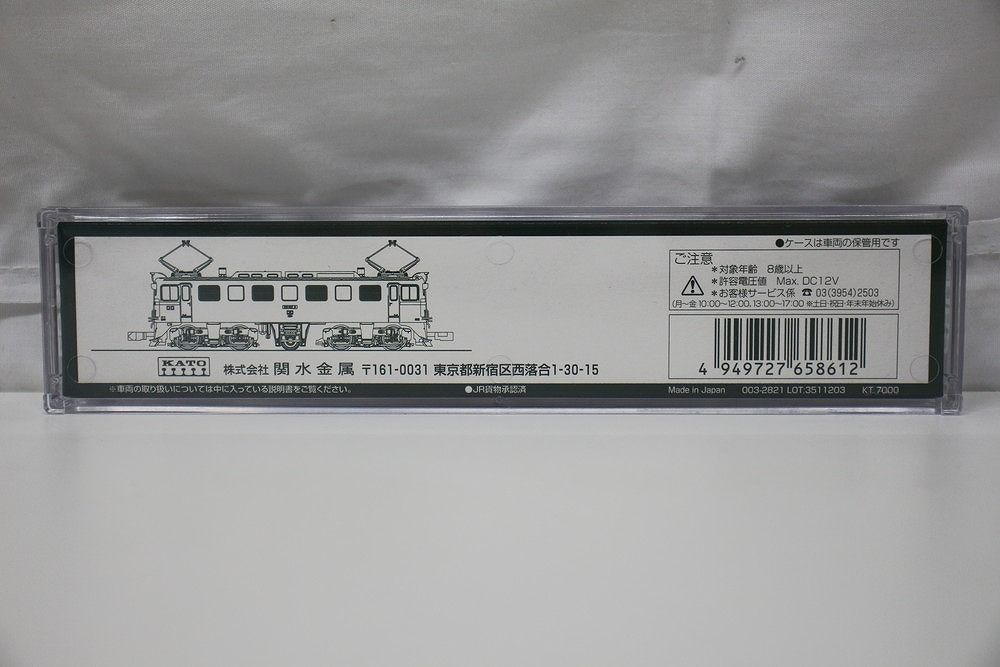 ●ケースは車両の保管用です
ご注意
＊対象年齢 8歳以上
＊許容電圧値 Max. DC12V
＊お客様サービス係 ☎ 03(3954)2503
(月～金 10:00～12:00、13:00～17:00 ※土日・祝日・年末年始休み)
KATO
株式会社 関水金属 〒161-0031 東京都新宿区西落合1-30-15
4 949727 658612
※車両の取り扱いについては中に入っている説明書をご覧ください。
●JR貨物承認済
Made in Japan 003-2821 LOT:3511203 KT 7000